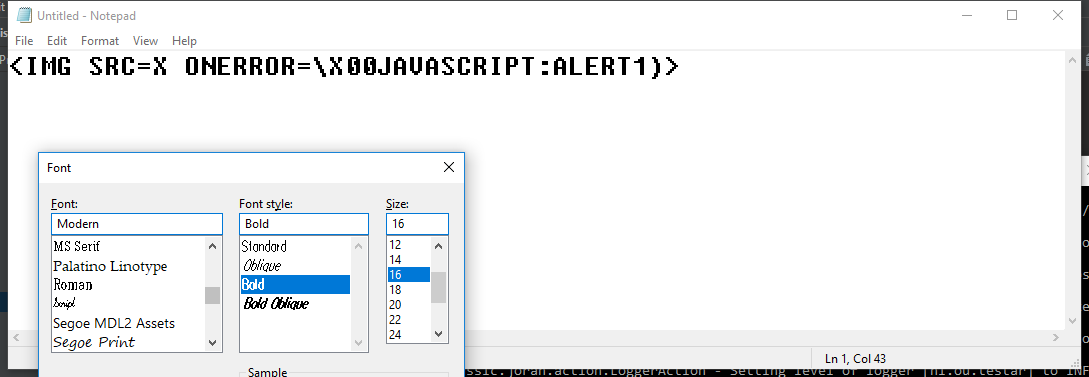 Untitled - Notepad
File Edit Format View Help
<IMG SRC=X ONERROR=\X00JAVASCRIPT:ALERT1)>
Font
Font: Font style: Size:
Modern Bold 16
MS Serif Standard 12
Palatino Linotype Oblique 14
Roman Bold 16
Script Bold Oblique 18
Segoe MDL2 Assets 20
Segoe Print 22
24
Sample
Ln 1, Col 43
ssic.joran.action.LoggerAction - Setting level of logger [nl.ou.testar] to INF